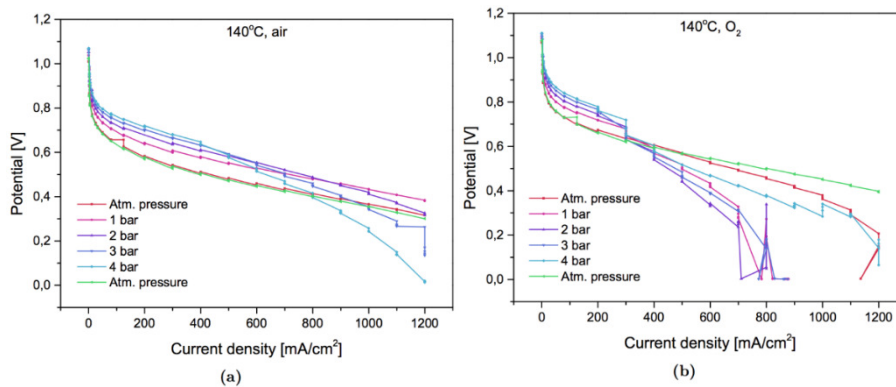 140°C, air
Potential [V]
1,2
1,0
0,8
0,6
0,4
0,2
0,0
Atm. pressure
1 bar
2 bar
3 bar
4 bar
Atm. pressure
0 200 400 600 800 1000 1200
Current density [mA/cm²]
(a)
140°C, O₂
Potential [V]
1,2
1,0
0,8
0,6
0,4
0,2
0,0
Atm. pressure
1 bar
2 bar
3 bar
4 bar
Atm. pressure
0 200 400 600 800 1000 1200
Current density [mA/cm²]
(b)